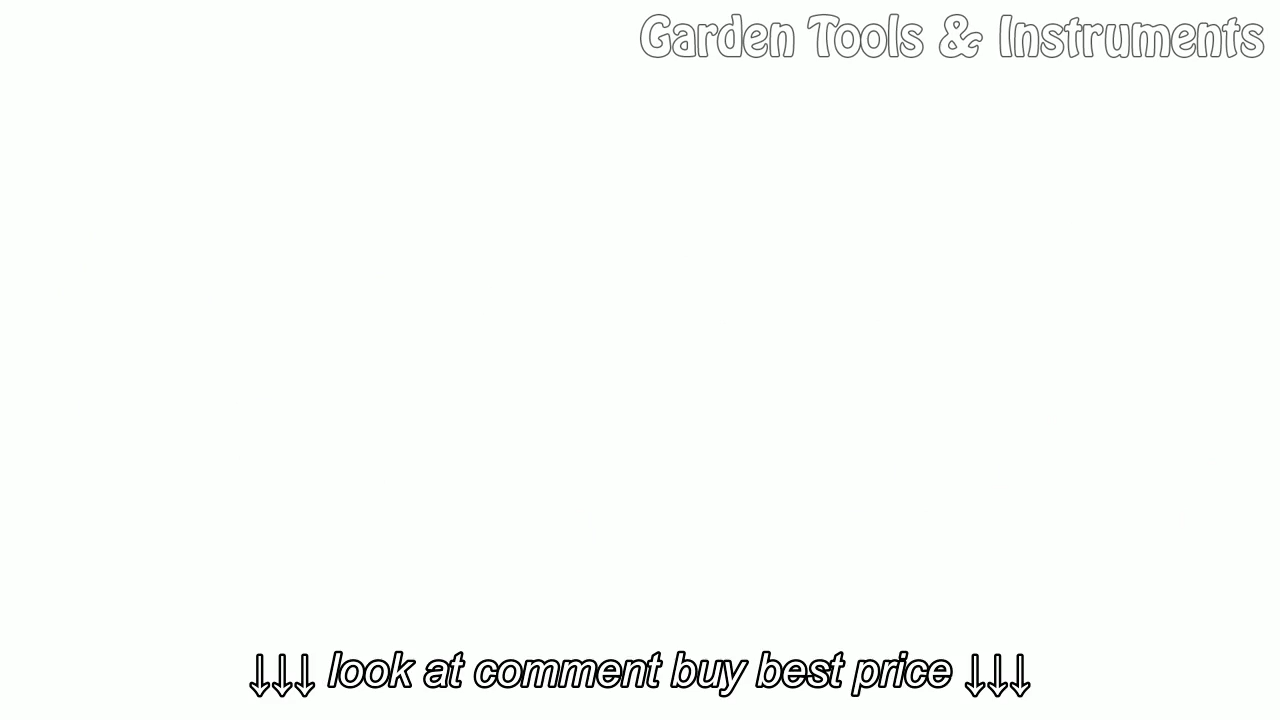 Garden Tools & Instruments
↓↓↓ look at comment buy best price ↓↓↓